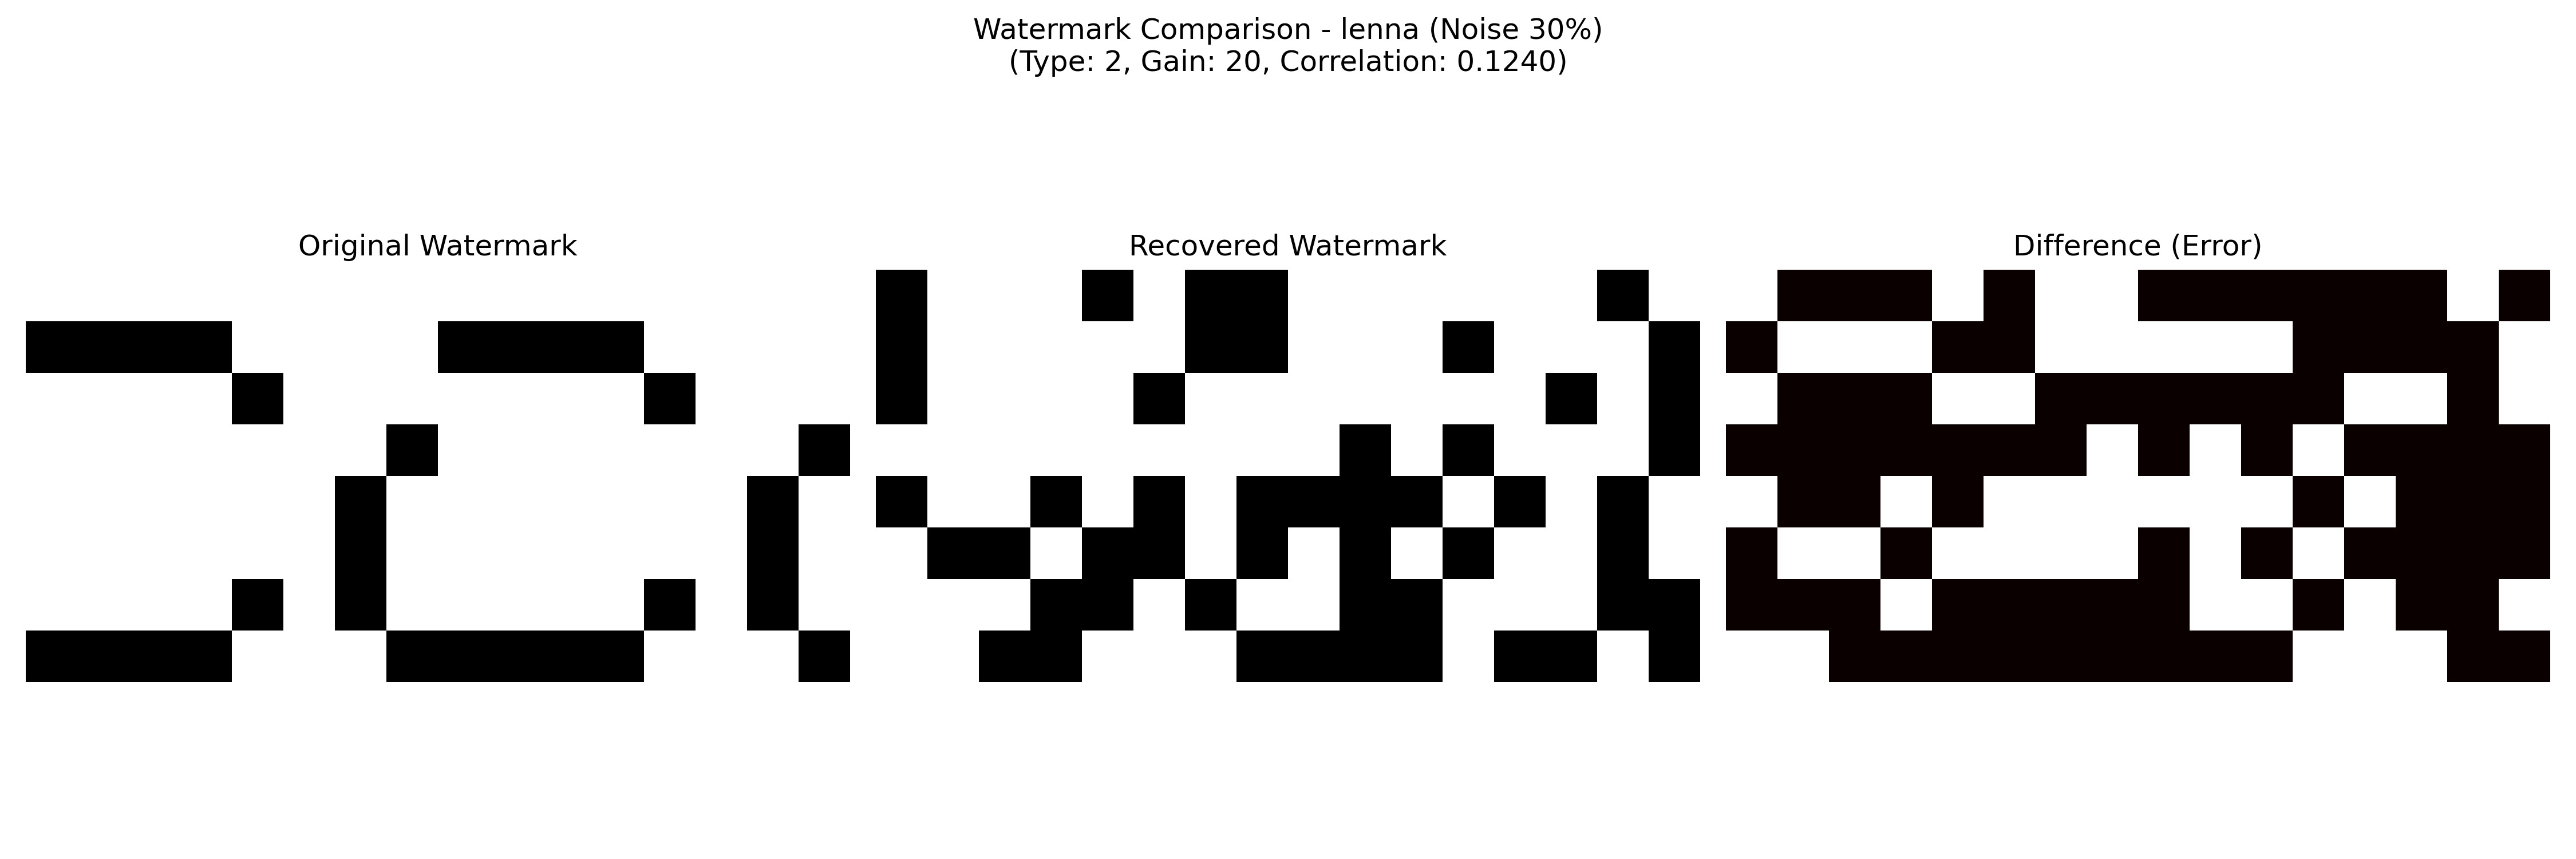 Watermark Comparison - lenna (Noise 30%)
(Type: 2, Gain: 20, Correlation: 0.1240)
Original Watermark
Recovered Watermark
Difference (Error)